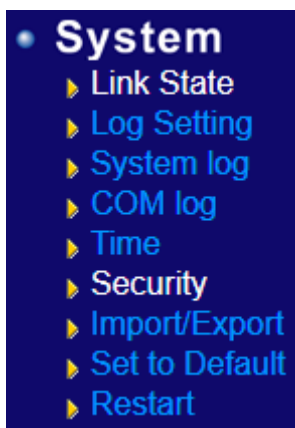 System
Link State
Log Setting
System log
COM log
Time
Security
Import/Export
Set to Default
Restart